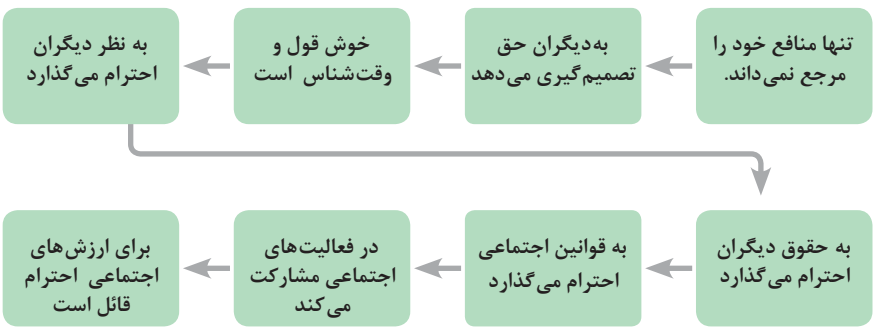 تنها منافع خود را
مرجع نمی‌داند.
به‌دیگران حق
تصمیم‌گیری می‌دهد
خوش قول و
وقت‌شناس است
به نظر دیگران
احترام می‌گذارد
به حقوق دیگران
احترام می‌گذارد
به قوانین اجتماعی
احترام می‌گذارد
در فعالیت‌های
اجتماعی مشارکت
می‌کند
برای ارزش‌های
اجتماعی احترام
قائل است